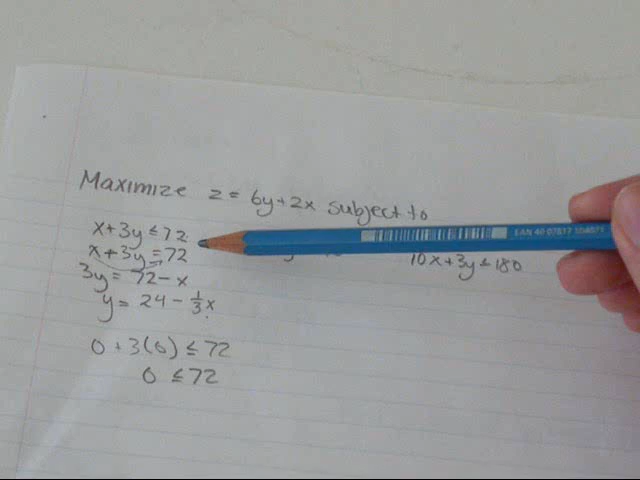 Maximize z = 6y+2x subject to
x+3y ≤ 72
10x+3y ≤ 180
x + 3y = 72
3y = 72 - x
y = 24 - 1/3 x
0 + 3(0) ≤ 72
0 ≤ 72